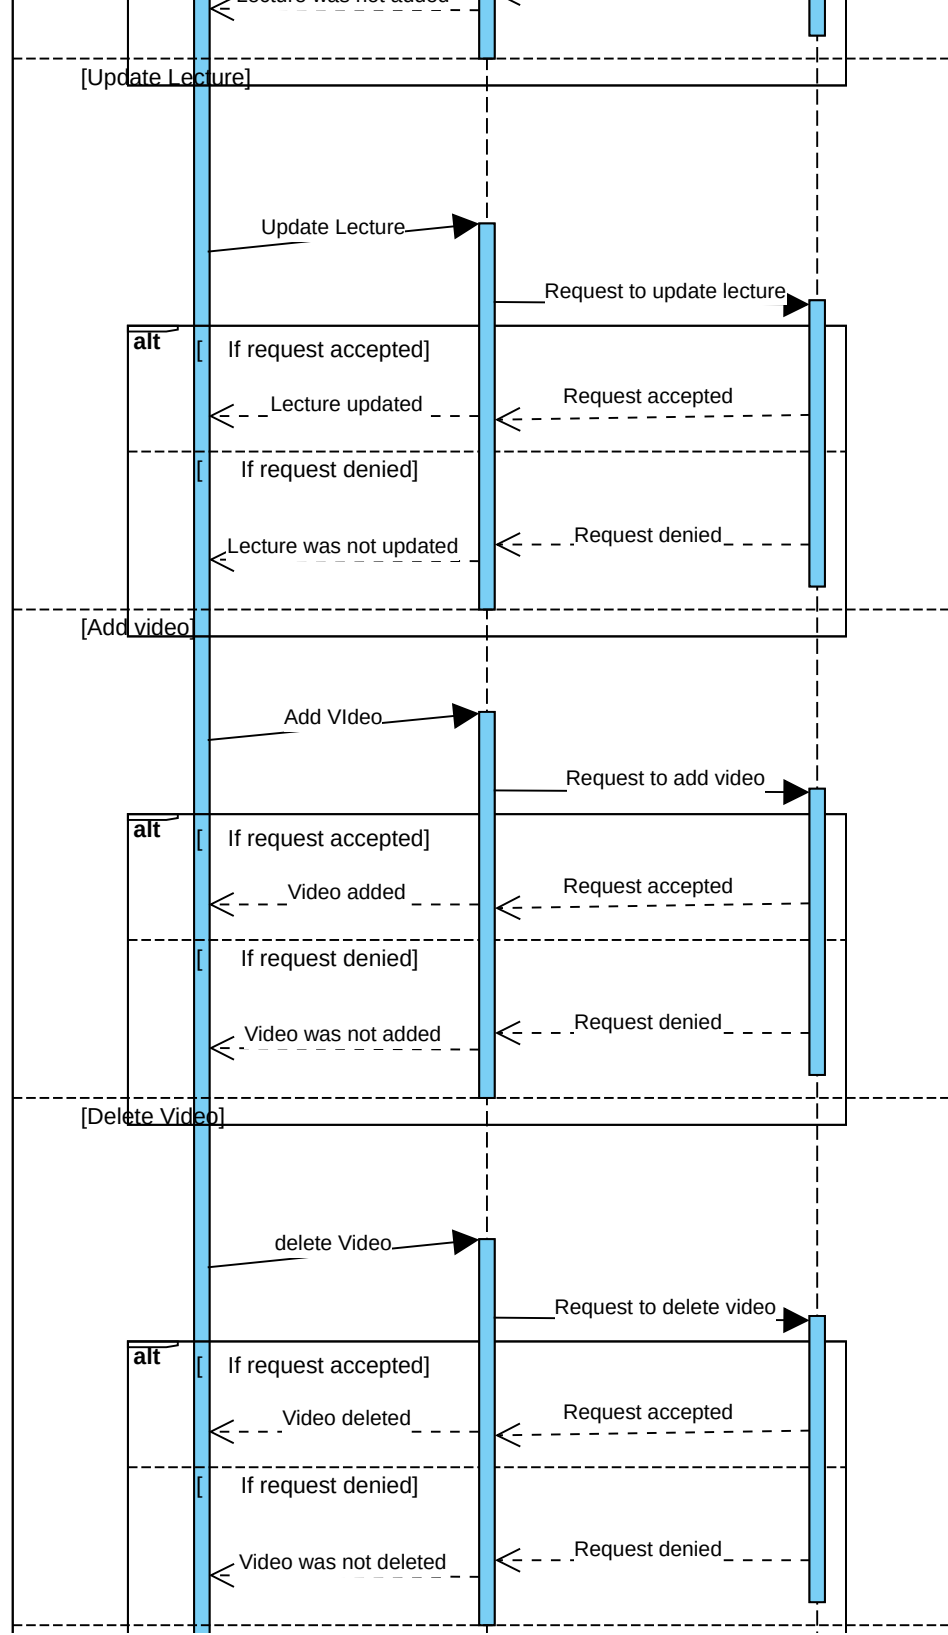 Lecture was not added
[Update Lecture]
Update Lecture
Request to update lecture
alt
[ If request accepted]
Request accepted
Lecture updated
[ If request denied]
Request denied
Lecture was not updated
[Add video]
Add VIdeo
Request to add video
alt
[ If request accepted]
Request accepted
Video added
[ If request denied]
Request denied
Video was not added
[Delete Video]
delete Video
Request to delete video
alt
[ If request accepted]
Request accepted
Video deleted
[ If request denied]
Request denied
Video was not deleted